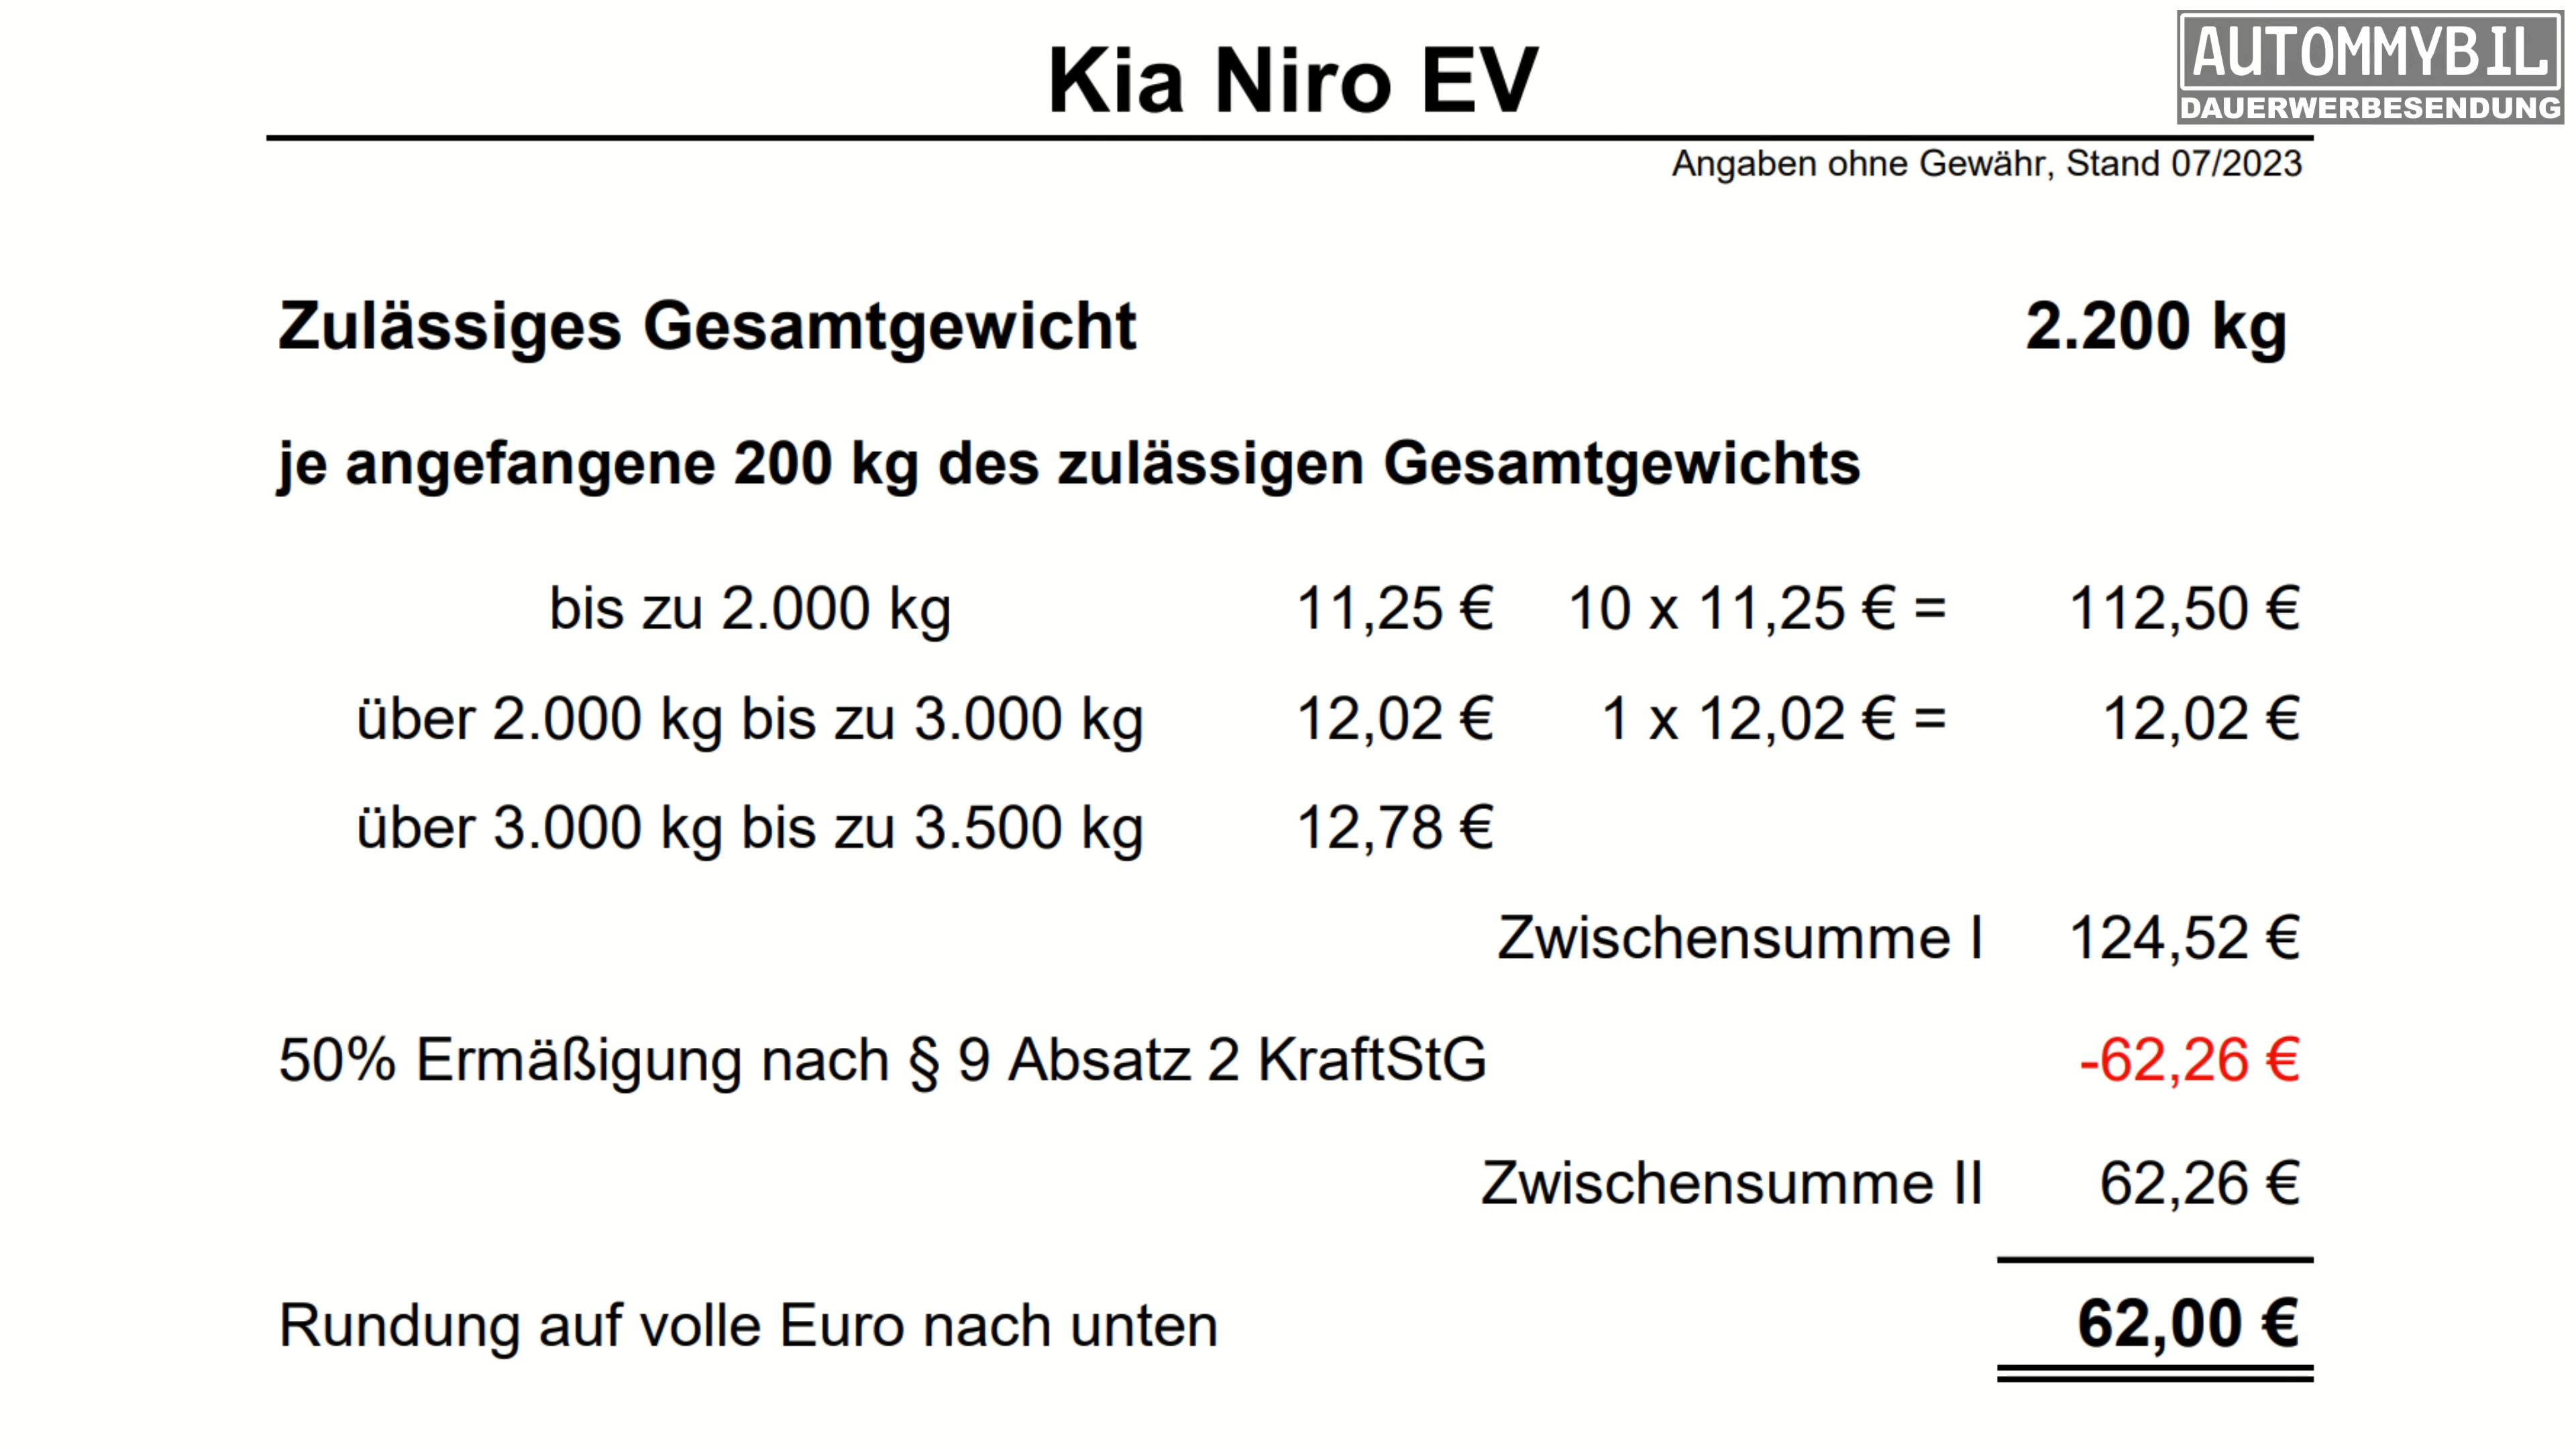 Kia Niro EV
AUTOMMYBIL
DAUERWERBESENDUNG
Angaben ohne Gewähr, Stand 07/2023
Zulässiges Gesamtgewicht 2.200 kg
je angefangene 200 kg des zulässigen Gesamtgewichts
bis zu 2.000 kg 11,25 € 10 x 11,25 € = 112,50 €
über 2.000 kg bis zu 3.000 kg 12,02 € 1 x 12,02 € = 12,02 €
über 3.000 kg bis zu 3.500 kg 12,78 €
Zwischensumme I 124,52 €
50% Ermäßigung nach § 9 Absatz 2 KraftStG -62,26 €
Zwischensumme II 62,26 €
Rundung auf volle Euro nach unten 62,00 €